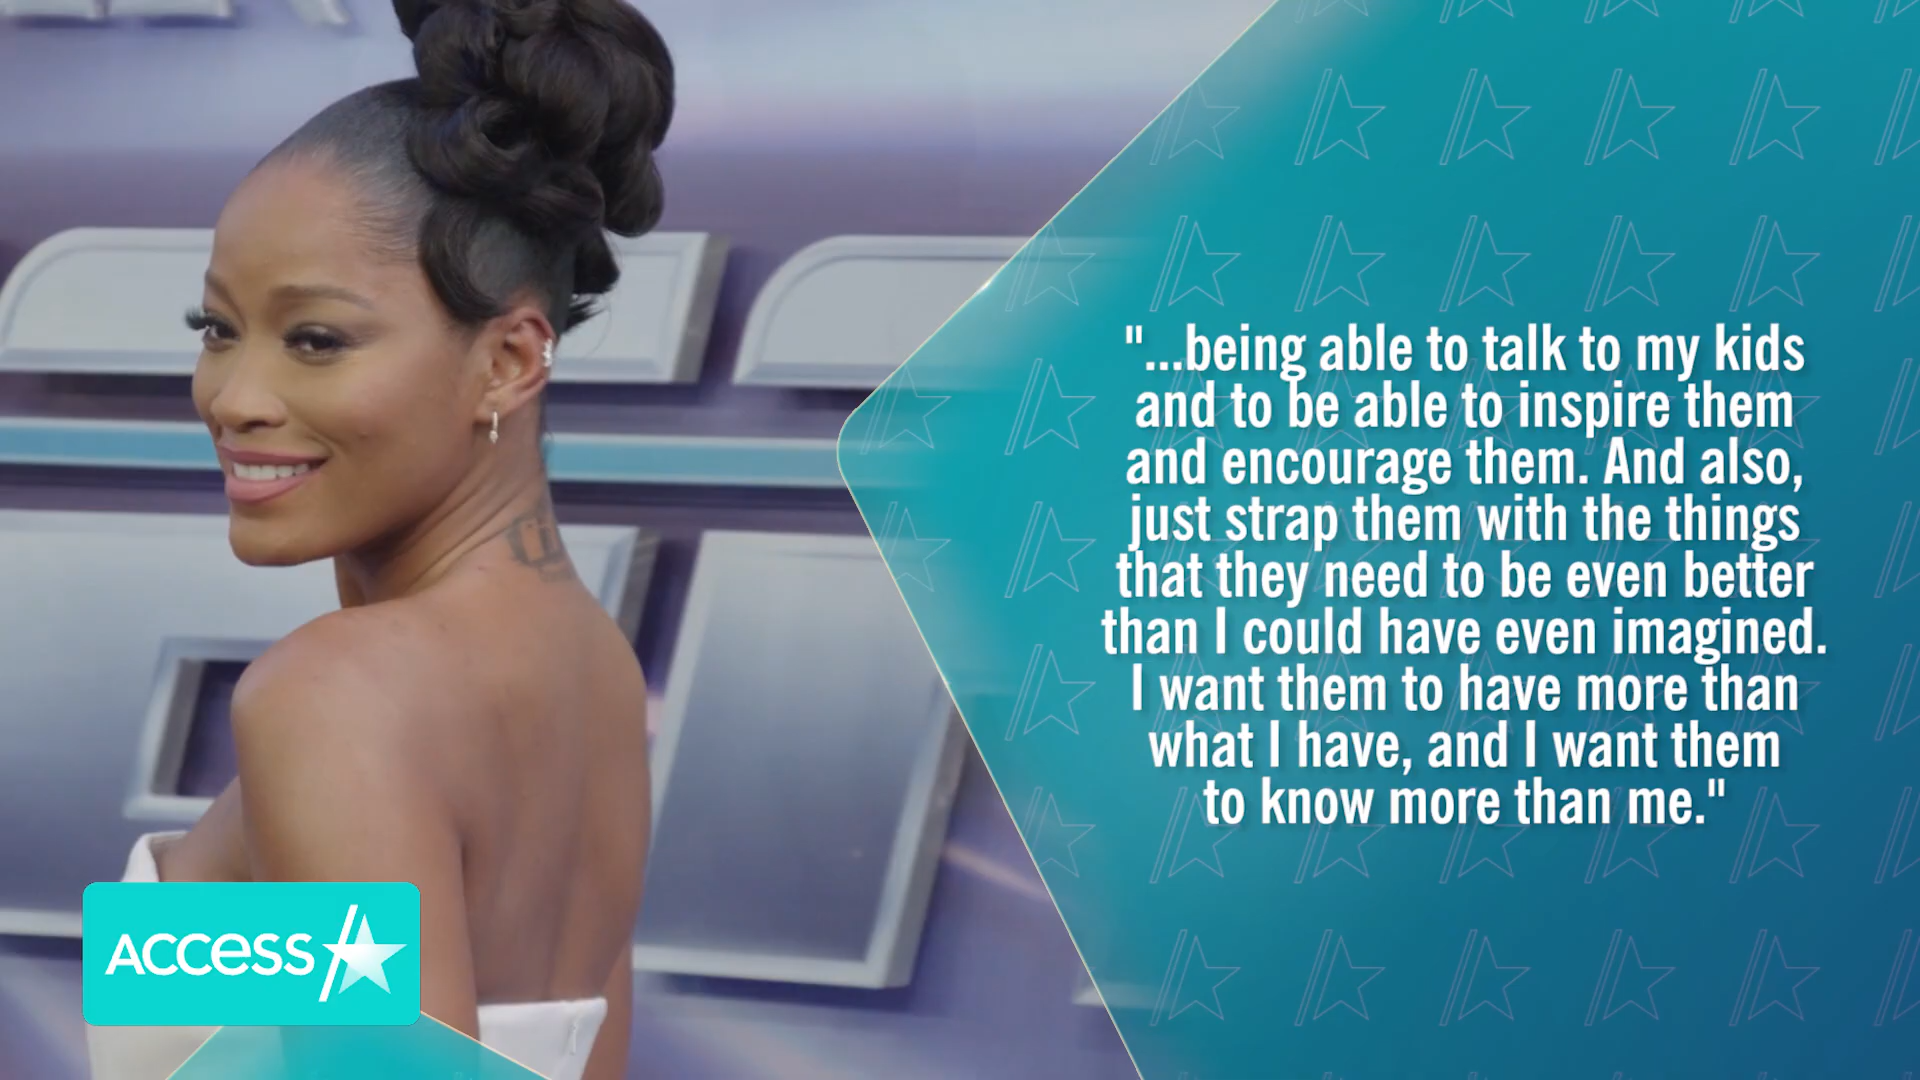 "...being able to talk to my kids
and to be able to inspire them
and encourage them. And also,
just strap them with the things
that they need to be even better
than I could have even imagined.
I want them to have more than
what I have, and I want them
to know more than me."
ACCESS